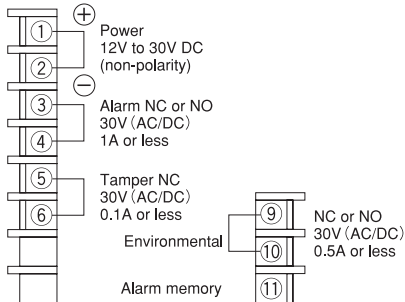 ① ⊕ Power
12V to 30V DC
② (non-polarity)
⊖
③ Alarm NC or NO
30V (AC/DC)
④ 1A or less
⑤ Tamper NC
30V (AC/DC)
⑥ 0.1A or less
⑨ NC or NO
30V (AC/DC)
Environmental ⑩ 0.5A or less
Alarm memory ⑪